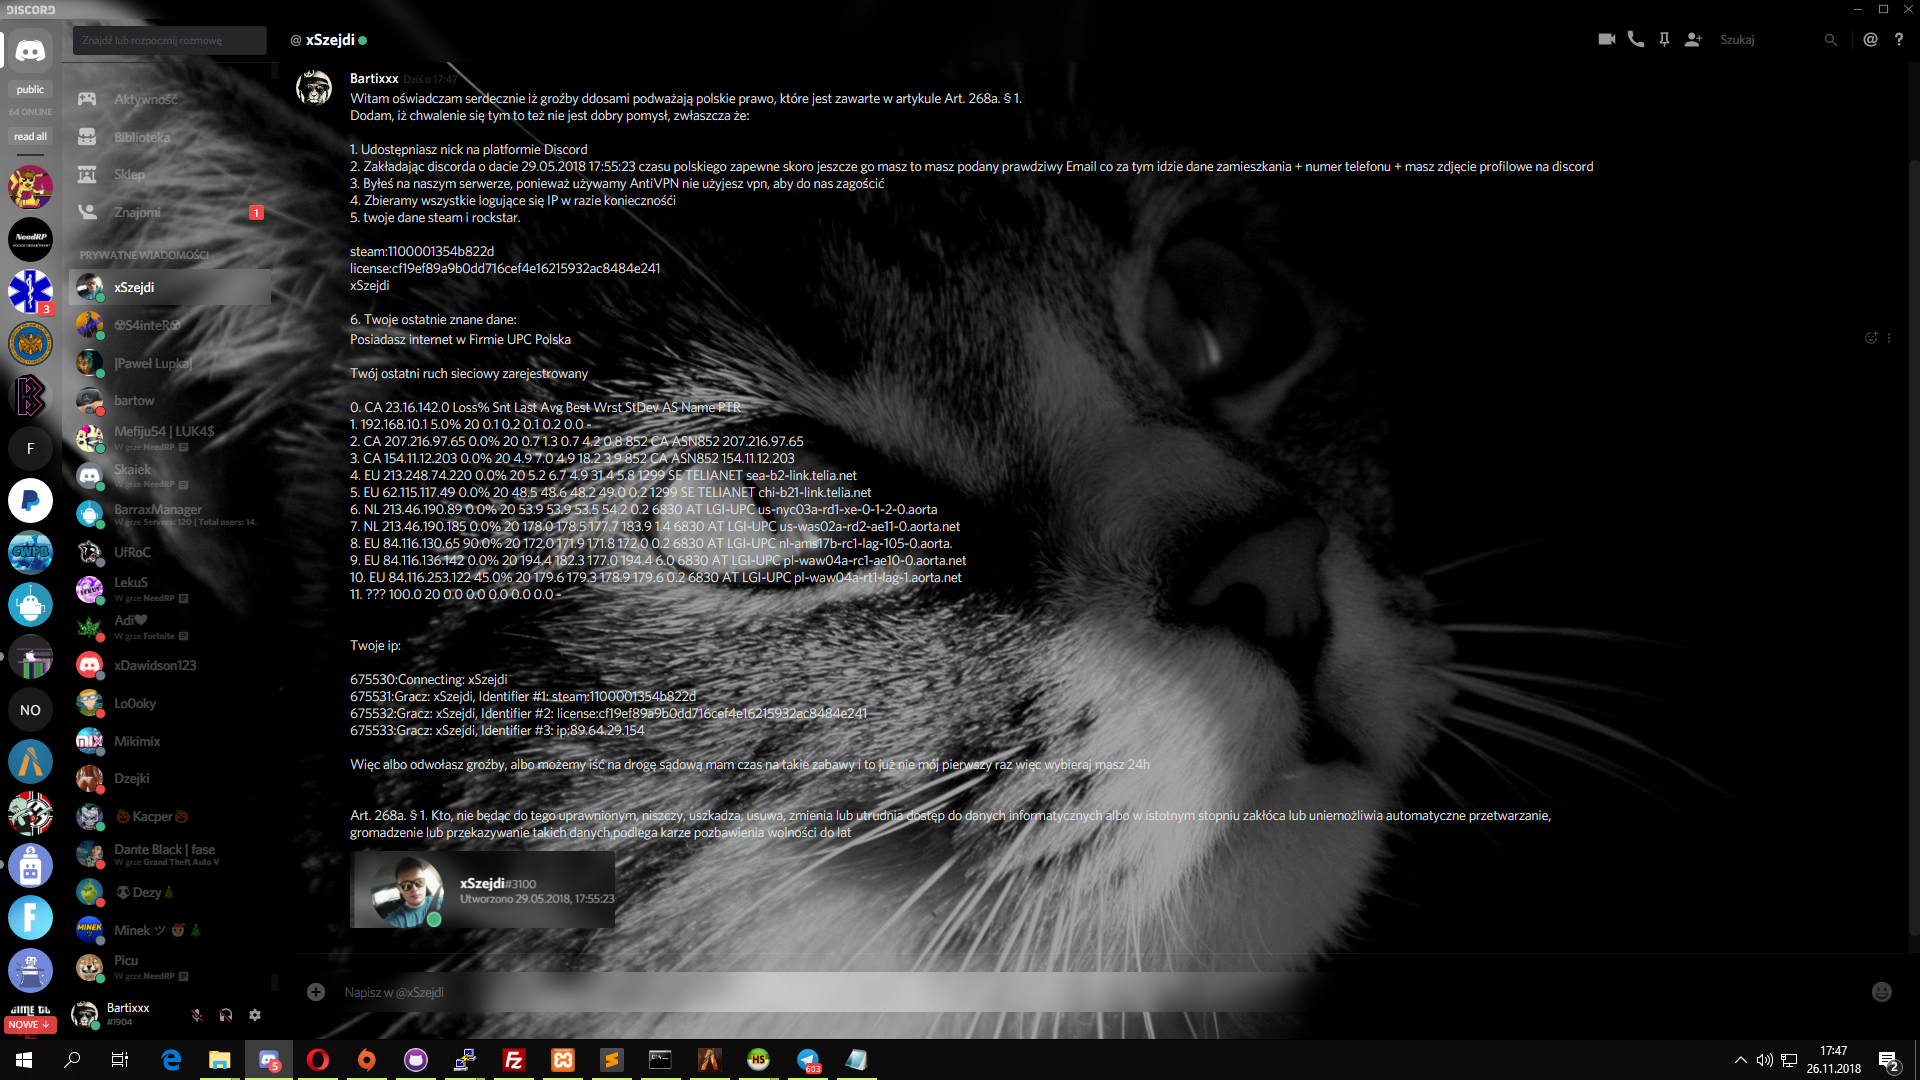 DISCORD
Znajdź lub rozpocznij rozmowę
@ xSzejdi
Szukaj
public
64 ONLINE
read all
NeedRP
3
F
GWPB
NO
NOWE ↓
Aktywność
Biblioteka
Sklep
Znajomi
1
PRYWATNE WIADOMOŚCI
xSzejdi
☢S4inteR☢
|Paweł Lupka|
bartow
Mefiju54 | LUK4$
W grze NeedRP
Skaiek
W grze NeedRP
BarraxManager
W grze Servers: 120 | Total users: 14..
UfRoC
LekuS
W grze NeedRP
Adi🖤
W grze Fortnite
xDawidson123
Lo0oky
Mikimix
Dzejki
🎃Kacper🎃
Dante Black | fase
W grze Grand Theft Auto V
🐼Dezy🎄
Minek ツ 🎅 🎄
Picu
W grze NeedRP
Bartixxx
#1904
Bartixxx Dziś o 17:47
Witam oświadczam serdecznie iż groźby ddosami podważają polskie prawo, które jest zawarte w artykule Art. 268a. § 1.
Dodam, iż chwalenie się tym to też nie jest dobry pomysł, zwłaszcza że:
1. Udostępniasz nick na platformie Discord
2. Zakładając discorda o dacie 29.05.2018 17:55:23 czasu polskiego zapewne skoro jeszcze go masz to masz podany prawdziwy Email co za tym idzie dane zamieszkania + numer telefonu + masz zdjęcie profilowe na discord
3. Byłeś na naszym serwerze, ponieważ używamy AntiVPN nie użyjesz vpn, aby do nas zagościć
4. Zbieramy wszystkie logujące się IP w razie koniecznośći
5. twoje dane steam i rockstar.
steam:1100001354b822d
license:cf19ef89a9b0dd716cef4e16215932ac8484e241
xSzejdi
6. Twoje ostatnie znane dane:
Posiadasz internet w Firmie UPC Polska
Twój ostatni ruch sieciowy zarejestrowany
0. CA 23.16.142.0 Loss% Snt Last Avg Best Wrst StDev AS Name PTR
1. 192.168.10.1 5.0% 20 0.1 0.2 0.1 0.2 0.0 -
2. CA 207.216.97.65 0.0% 20 0.7 1.3 0.7 4.2 0.8 852 CA ASN852 207.216.97.65
3. CA 154.11.12.203 0.0% 20 4.9 7.0 4.9 18.2 3.9 852 CA ASN852 154.11.12.203
4. EU 213.248.74.220 0.0% 20 5.2 6.7 4.9 31.4 5.8 1299 SE TELIANET sea-b2-link.telia.net
5. EU 62.115.117.49 0.0% 20 48.5 48.6 48.2 49.0 0.2 1299 SE TELIANET chi-b21-link.telia.net
6. NL 213.46.190.89 0.0% 20 53.9 53.9 53.5 54.2 0.2 6830 AT LGI-UPC us-nyc03a-rd1-xe-0-1-2-0.aorta
7. NL 213.46.190.185 0.0% 20 178.0 178.5 177.7 183.9 1.4 6830 AT LGI-UPC us-was02a-rd2-ae11-0.aorta.net
8. EU 84.116.130.65 90.0% 20 172.0 171.9 171.8 172.0 0.2 6830 AT LGI-UPC nl-ams17b-rc1-lag-105-0.aorta.
9. EU 84.116.136.142 0.0% 20 194.4 182.3 177.0 194.4 6.0 6830 AT LGI-UPC pl-waw04a-rc1-ae10-0.aorta.net
10. EU 84.116.253.122 45.0% 20 179.6 179.3 178.9 179.6 0.2 6830 AT LGI-UPC pl-waw04a-rt1-lag-1.aorta.net
11. ??? 100.0 20 0.0 0.0 0.0 0.0 0.0 -
Twoje ip:
675530:Connecting: xSzejdi
675531:Gracz: xSzejdi, Identifier #1: steam:1100001354b822d
675532:Gracz: xSzejdi, Identifier #2: license:cf19ef89a9b0dd716cef4e16215932ac8484e241
675533:Gracz: xSzejdi, Identifier #3: ip:89.64.29.154
Więc albo odwołasz groźby, albo możemy iść na drogę sądową mam czas na takie zabawy i to już nie mój pierwszy raz więc wybieraj masz 24h
Art. 268a. § 1. Kto, nie będąc do tego uprawnionym, niszczy, uszkadza, usuwa, zmienia lub utrudnia dostęp do danych informatycznych albo w istotnym stopniu zakłóca lub uniemożliwia automatyczne przetwarzanie,
gromadzenie lub przekazywanie takich danych,podlega karze pozbawienia wolności do lat
xSzejdi#3100
Utworzono 29.05.2018, 17:55:23
Napisz w @xSzejdi
5
HS
603
17:47
26.11.2018
2